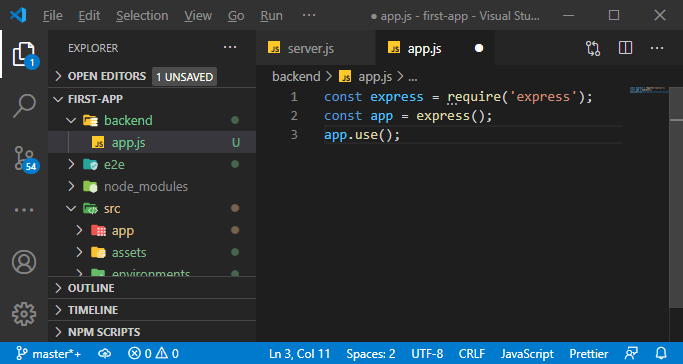 File Edit Selection View Go Run ··· ● app.js - first-app - Visual Stu...
EXPLORER ···
OPEN EDITORS 1 UNSAVED
FIRST-APP
backend
app.js U
e2e
node_modules
src
app
assets
environments
OUTLINE
TIMELINE
NPM SCRIPTS
1
54
JS server.js
JS app.js ●
backend > JS app.js > ...
1 const express = require('express');
2 const app = express();
3 app.use();
master*+ 0 0 Ln 3, Col 11 Spaces: 2 UTF-8 CRLF JavaScript Prettier